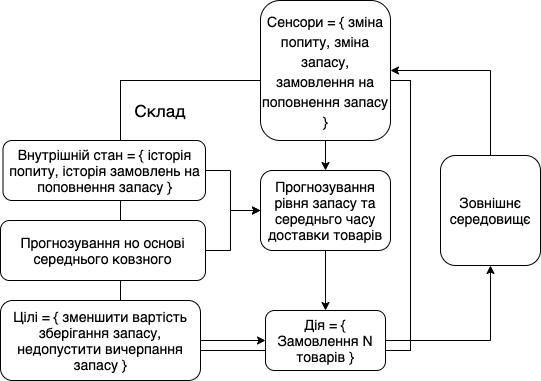 Сенсори = { зміна
попиту, зміна
запасу,
замовлення на
поповнення запасу
}
Склад
Внутрішній стан = { історія
попиту, історія замовлень на
поповнення запасу }
Прогнозування рівня запасу та
середнього часу
доставки товарів
Зовнішнє
середовищє
Прогнозування но основі
середнього ковзного
Цілі = { зменшити вартість
зберігання запасу,
недопустити вичерпання
запасу }
Дія = {
Замовлення N
товарів }